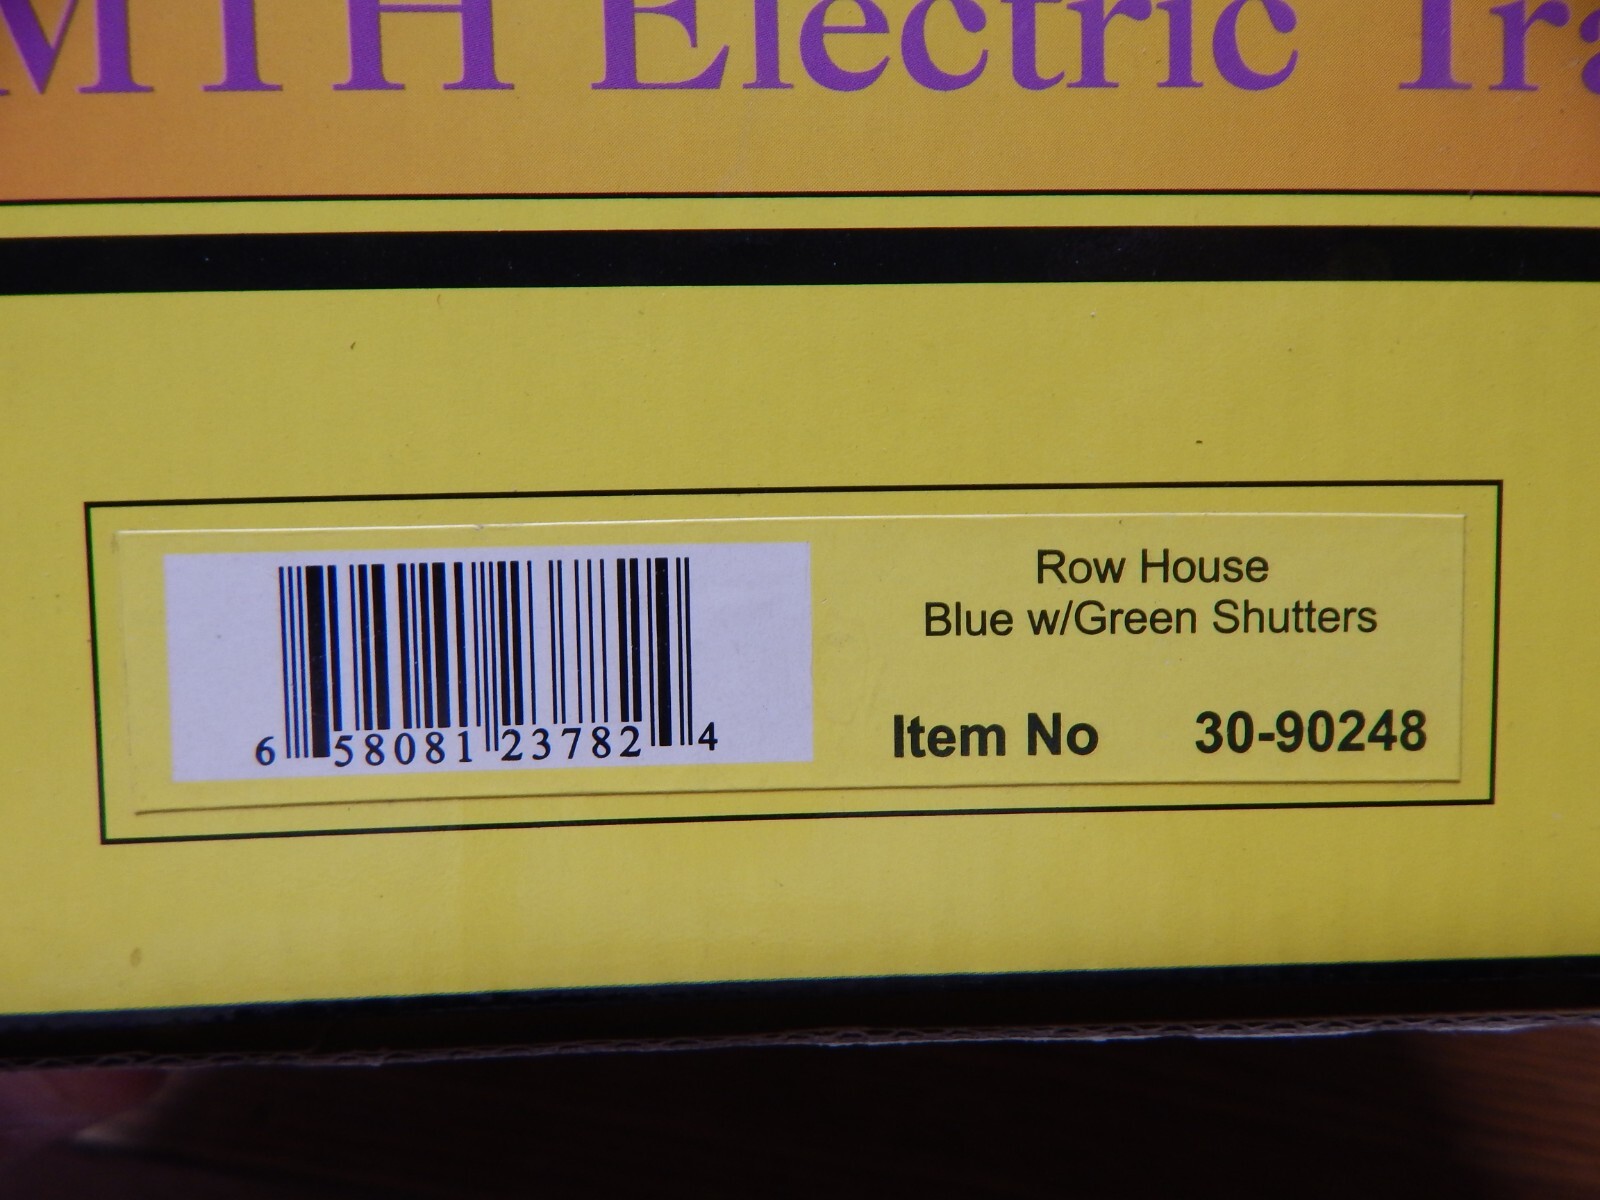 MTH Electric Tra
Row House
Blue w/Green Shutters
Item No 30-90248
6 58081 23782 4